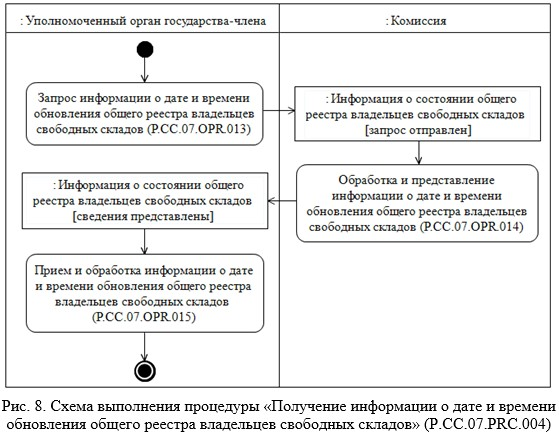 : Уполномоченный орган государства-члена
: Комиссия
Запрос информации о дате и времени
обновления общего реестра владельцев
свободных складов (P.CC.07.OPR.013)
: Информация о состоянии общего
реестра владельцев свободных складов
[запрос отправлен]
Обработка и представление
информации о дате и времени
обновления общего реестра владельцев
свободных складов (P.CC.07.OPR.014)
: Информация о состоянии общего
реестра владельцев свободных складов
[сведения представлены]
Прием и обработка информации о дате
и времени обновления общего реестра
владельцев свободных складов
(P.CC.07.OPR.015)
Рис. 8. Схема выполнения процедуры «Получение информации о дате и времени
обновления общего реестра владельцев свободных складов» (P.CC.07.PRC.004)